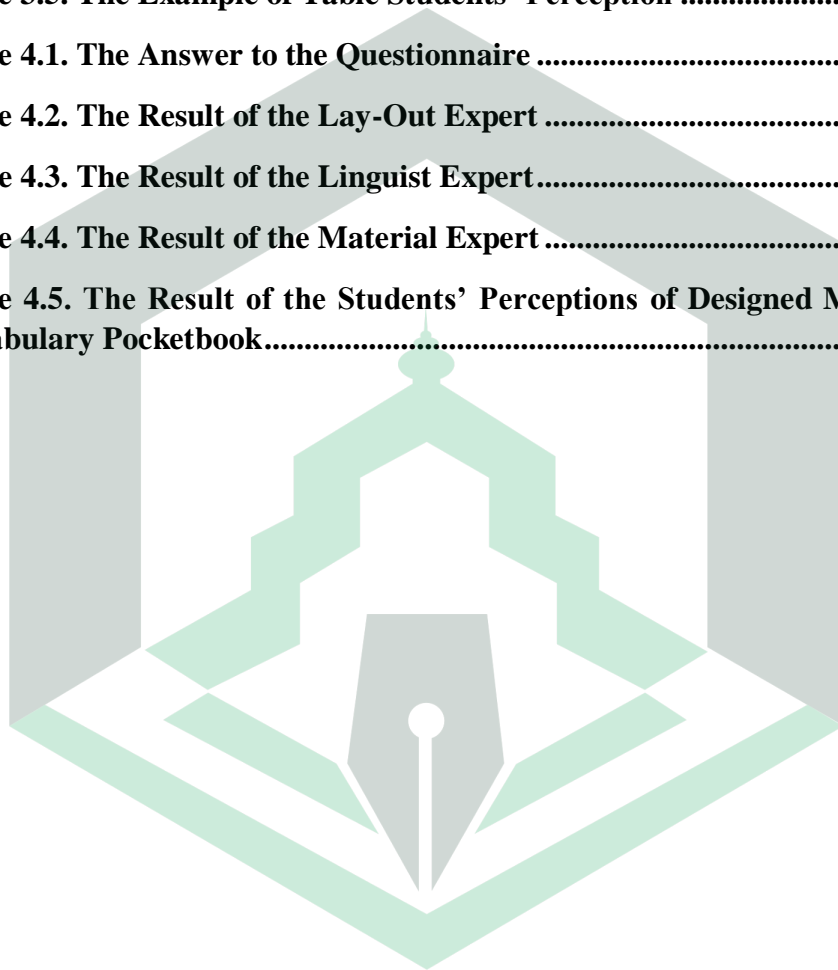 e 3.3. The Example of Table Students’ Perception ......................
e 4.1. The Answer to the Questionnaire ........................................
e 4.2. The Result of the Lay-Out Expert .......................................
e 4.3. The Result of the Linguist Expert........................................
e 4.4. The Result of the Material Expert .......................................
e 4.5. The Result of the Students’ Perceptions of Designed M
abulary Pocketbook..........................................................................